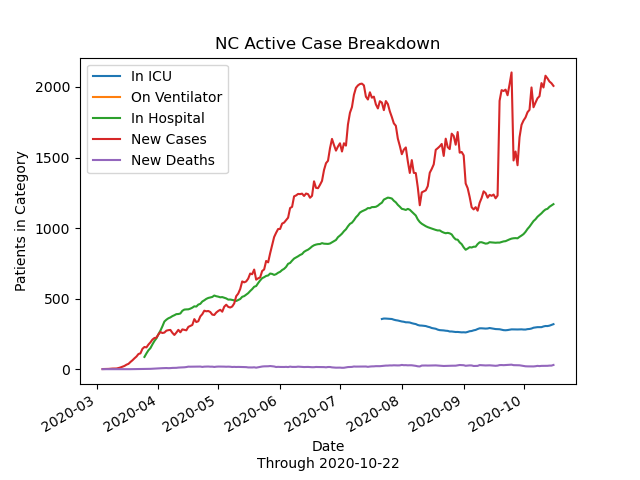 NC Active Case Breakdown
In ICU
On Ventilator
In Hospital
New Cases
New Deaths
Patients in Category
2000
1500
1000
500
0
2020-03
2020-04
2020-05
2020-06
2020-07
2020-08
2020-09
2020-10
Date
Through 2020-10-22